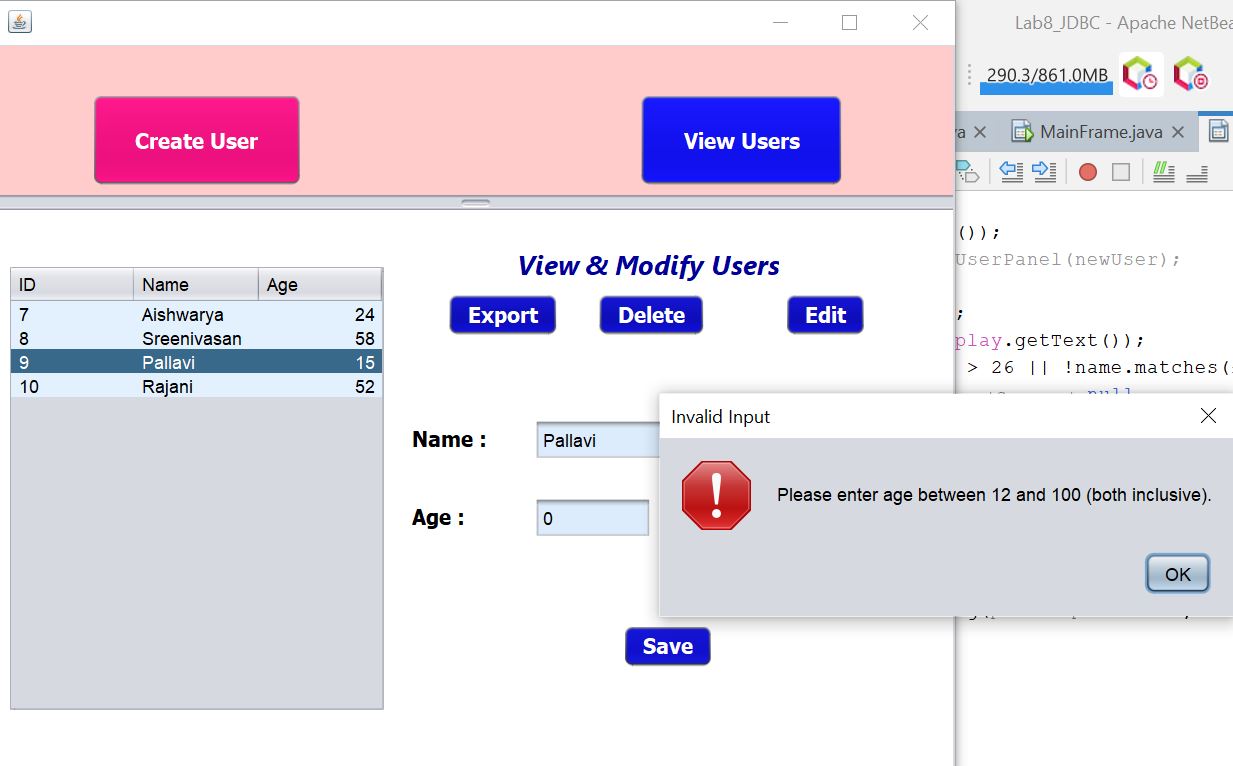 Lab8_JDBC - Apache NetBea
290.3/861.0MB
Create User
View Users
va
MainFrame.java
());
UserPanel(newUser);
;
play.getText());
> 26 || !name.matches(
View & Modify Users
ID Name Age
Export Delete Edit
7 Aishwarya 24
8 Sreenivasan 58
9 Pallavi 15
10 Rajani 52
Name : Pallavi
Age : 0
Invalid Input
Please enter age between 12 and 100 (both inclusive).
OK
Save